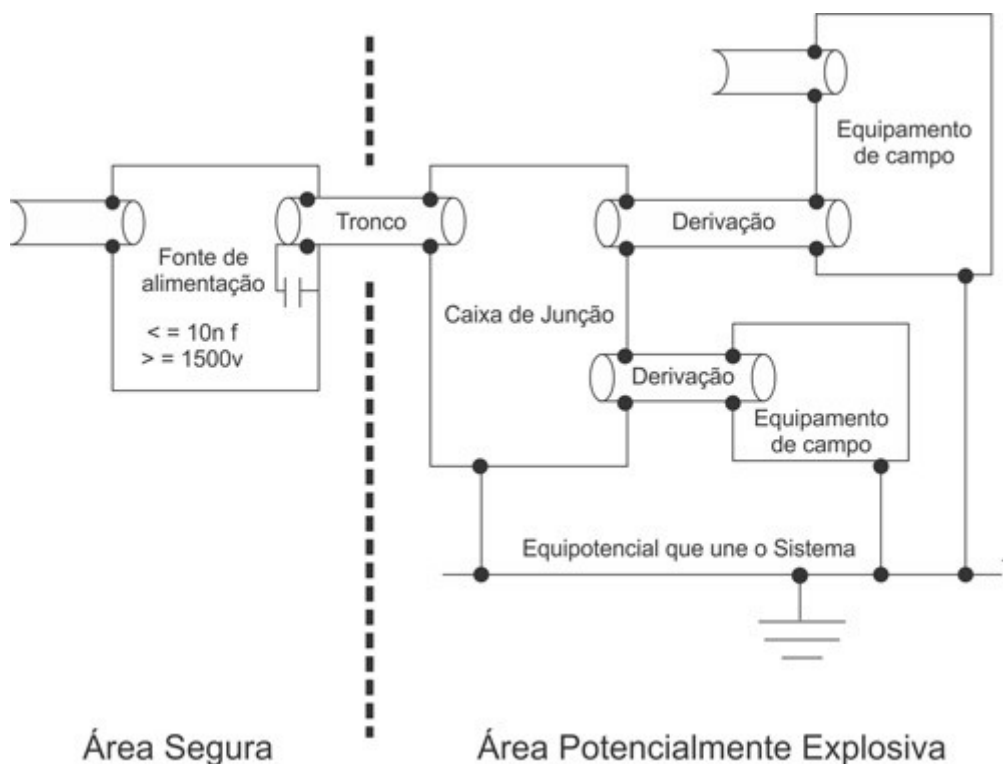 Equipamento
de campo
Tronco
Derivação
Fonte de
alimentação
< = 10n f
> = 1500v
Caixa de Junção
Derivação
Equipamento
de campo
Equipotencial que une o Sistema
Área Segura
Área Potencialmente Explosiva